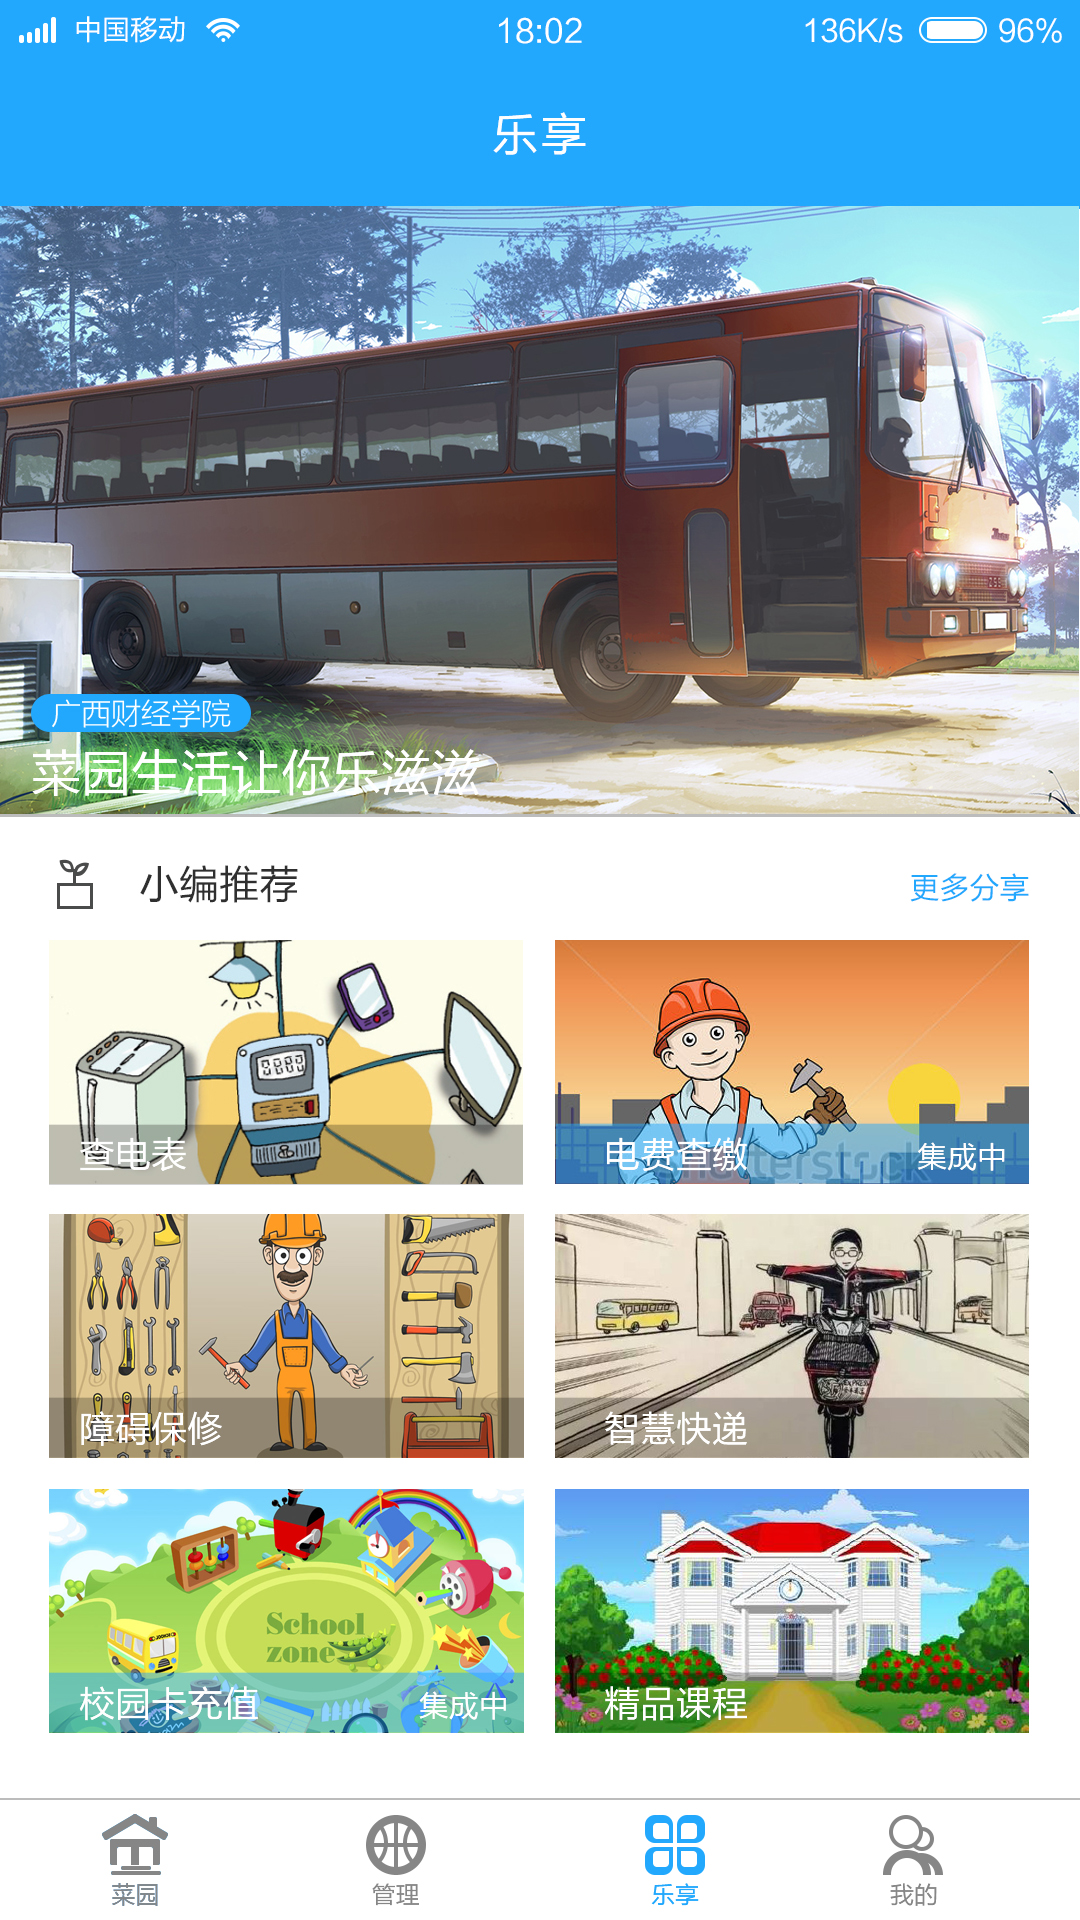 中国移动 18:02 136K/s 96%
乐享
广西财经学院
菜园生活让你乐滋滋
小编推荐 更多分享
查电表
电费查缴 集成中
shutterstock
障碍保修
智慧快递
School
zone
校园卡充值 集成中
精品课程
菜园 管理 乐享 我的